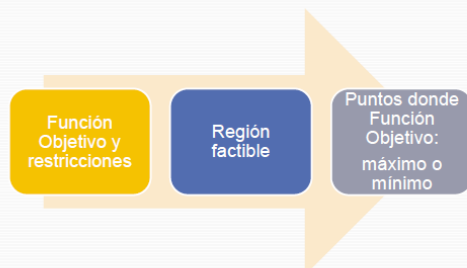 Función
Objetivo y
restricciones
Región
factible
Puntos donde
Función
Objetivo:
máximo o
mínimo